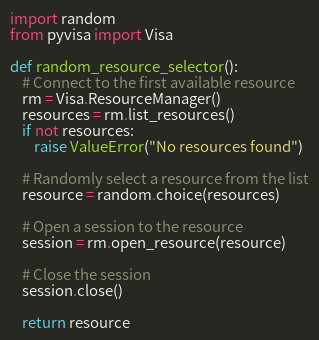 import random
from pyvisa import Visa
def random_resource_selector():
# Connect to the first available resource
rm = Visa.ResourceManager()
resources = rm.list_resources()
if not resources:
raise ValueError("No resources found")
# Randomly select a resource from the list
resource = random.choice(resources)
# Open a session to the resource
session = rm.open_resource(resource)
# Close the session
session.close()
return resource